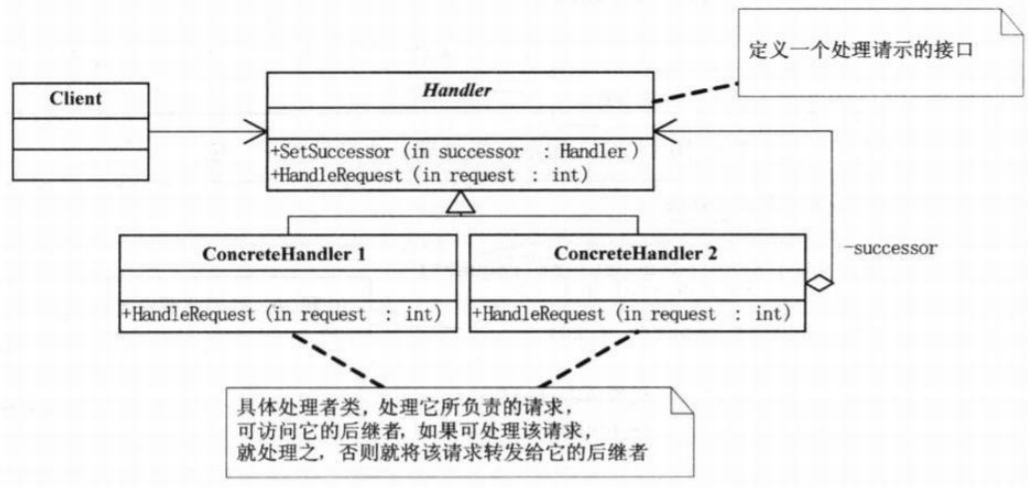 定义一个处理请示的接口
Client
Handler
+SetSuccessor (in successor : Handler)
+HandleRequest (in request : int)
ConcreteHandler 1
+HandleRequest (in request : int)
ConcreteHandler 2
+HandleRequest (in request : int)
-successor
具体处理者类，处理它所负责的请求，
可访问它的后继者，如果可处理该请求，
就处理之，否则就将该请求转发给它的后继者